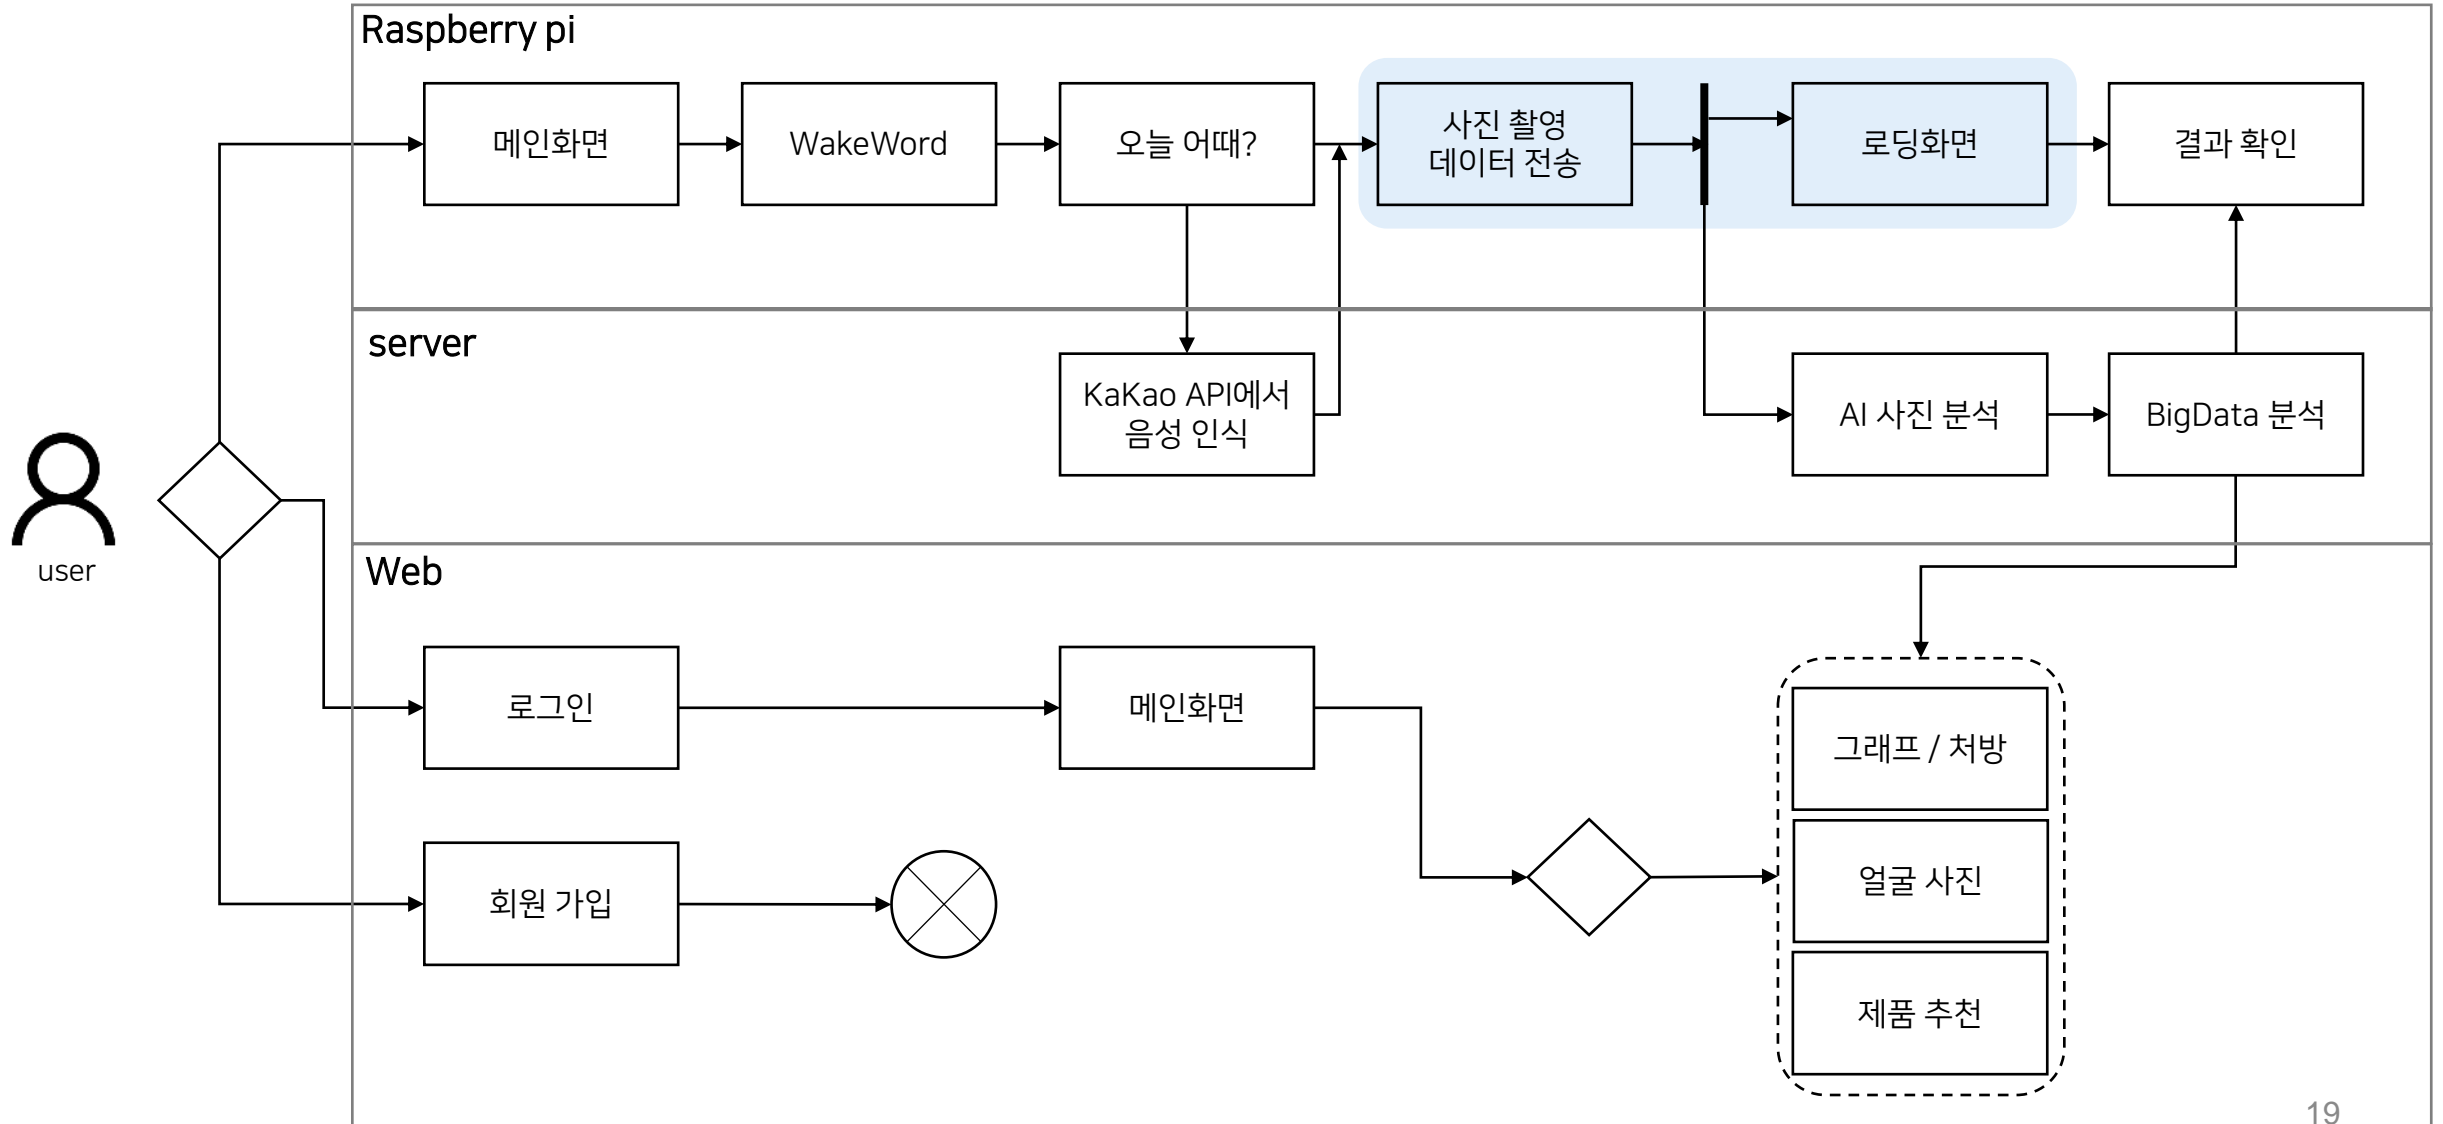 Raspberry pi
메인화면
WakeWord
오늘 어때?
사진 촬영
데이터 전송
로딩화면
결과 확인
server
KaKao API에서
음성 인식
AI 사진 분석
BigData 분석
user
Web
로그인
메인화면
그래프 / 처방
회원 가입
얼굴 사진
제품 추천
19